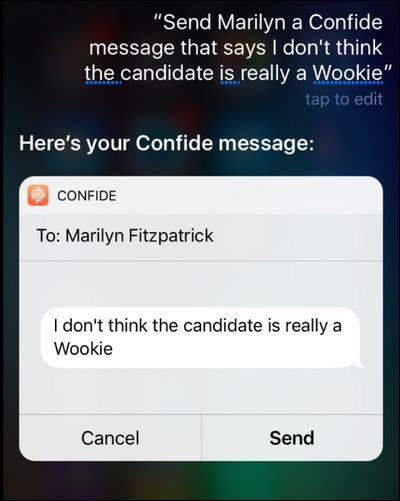 “Send Marilyn a Confide
message that says I don't think
the candidate is really a Wookie”
tap to edit
Here’s your Confide message:
CONFIDE
To: Marilyn Fitzpatrick
I don't think the candidate is really a
Wookie
Cancel
Send